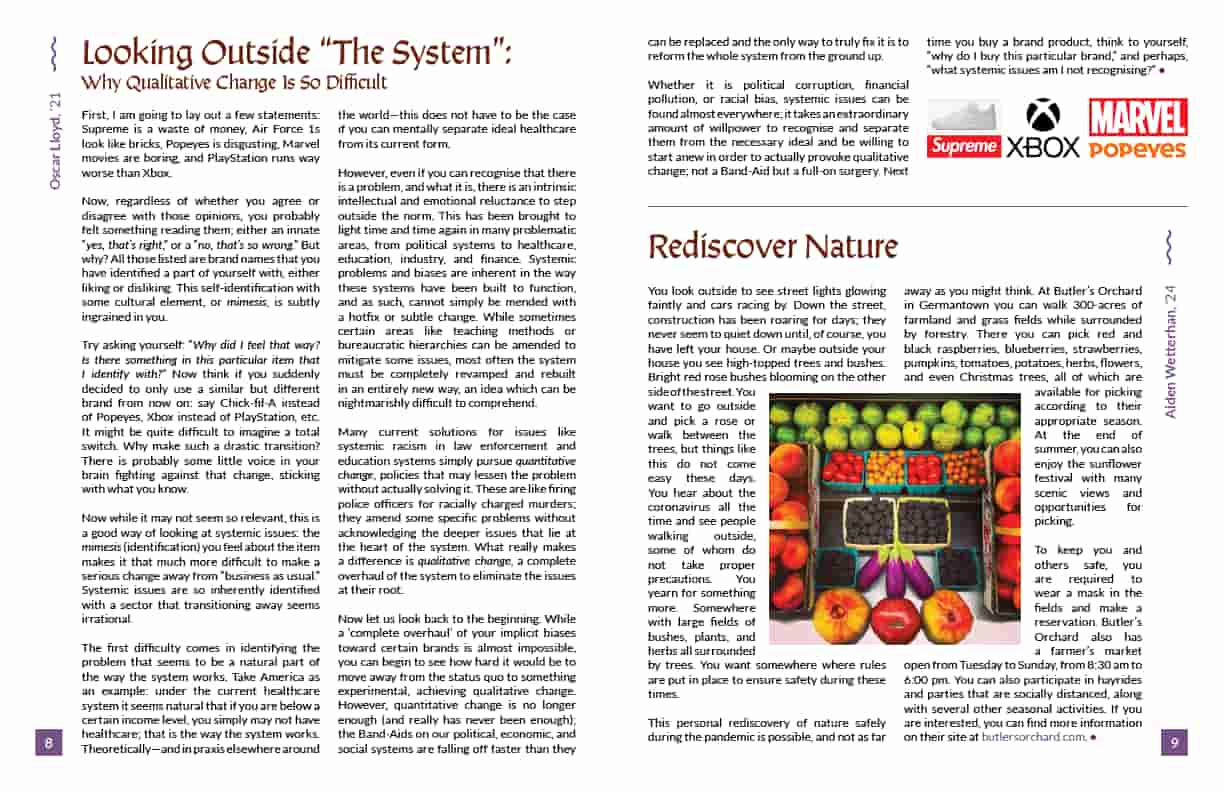 Oscar Lloyd, '21
Looking Outside “The System”:
Why Qualitative Change Is So Difficult
First, I am going to lay out a few statements:
Supreme is a waste of money, Air Force 1s
look like bricks, Popeyes is disgusting, Marvel
movies are boring, and PlayStation runs way
worse than Xbox.
Now, regardless of whether you agree or
disagree with those opinions, you probably
felt something reading them; either an innate
“yes, that’s right,” or a “no, that’s so wrong.” But
why? All those listed are brand names that you
have identified a part of yourself with, either
liking or disliking. This self-identification with
some cultural element, or mimesis, is subtly
ingrained in you.
Try asking yourself: “Why did I feel that way?
Is there something in this particular item that
I identify with?” Now think if you suddenly
decided to only use a similar but different
brand from now on: say Chick-fil-A instead
of Popeyes, Xbox instead of PlayStation, etc.
It might be quite difficult to imagine a total
switch. Why make such a drastic transition?
There is probably some little voice in your
brain fighting against that change, sticking
with what you know.
Now while it may not seem so relevant, this is
a good way of looking at systemic issues: the
mimesis (identification) you feel about the item
makes it that much more difficult to make a
serious change away from “business as usual.”
Systemic issues are so inherently identified
with a sector that transitioning away seems
irrational.
The first difficulty comes in identifying the
problem that seems to be a natural part of
the way the system works. Take America as
an example: under the current healthcare
system it seems natural that if you are below a
certain income level, you simply may not have
healthcare; that is the way the system works.
Theoretically—and in praxis elsewhere around
the world—this does not have to be the case
if you can mentally separate ideal healthcare
from its current form.
However, even if you can recognise that there
is a problem, and what it is, there is an intrinsic
intellectual and emotional reluctance to step
outside the norm. This has been brought to
light time and time again in many problematic
areas, from political systems to healthcare,
education, industry, and finance. Systemic
problems and biases are inherent in the way
these systems have been built to function,
and as such, cannot simply be mended with
a hotfix or subtle change. While sometimes
certain areas like teaching methods or
bureaucratic hierarchies can be amended to
mitigate some issues, most often the system
must be completely revamped and rebuilt
in an entirely new way, an idea which can be
nightmarishly difficult to comprehend.
Many current solutions for issues like
systemic racism in law enforcement and
education systems simply pursue quantitative
change, policies that may lessen the problem
without actually solving it. These are like firing
police officers for racially charged murders;
they amend some specific problems without
acknowledging the deeper issues that lie at
the heart of the system. What really makes
a difference is qualitative change, a complete
overhaul of the system to eliminate the issues
at their root.
Now let us look back to the beginning. While
a ‘complete overhaul’ of your implicit biases
toward certain brands is almost impossible,
you can begin to see how hard it would be to
move away from the status quo to something
experimental, achieving qualitative change.
However, quantitative change is no longer
enough (and really has never been enough);
the Band-Aids on our political, economic, and
social systems are falling off faster than they
8
can be replaced and the only way to truly fix it is to
reform the whole system from the ground up.
Whether it is political corruption, financial
pollution, or racial bias, systemic issues can be
found almost everywhere; it takes an extraordinary
amount of willpower to recognise and separate
them from the necessary ideal and be willing to
start anew in order to actually provoke qualitative
change; not a Band-Aid but a full-on surgery. Next
time you buy a brand product, think to yourself,
“why do I buy this particular brand,” and perhaps,
“what systemic issues am I not recognising?” •
Supreme
XBOX
MARVEL
POPEYES
Rediscover Nature
Aiden Wetterhan, '24
You look outside to see street lights glowing
faintly and cars racing by. Down the street,
construction has been roaring for days; they
never seem to quiet down until, of course, you
have left your house. Or maybe outside your
house you see high-topped trees and bushes.
Bright red rose bushes blooming on the other
side of the street. You
want to go outside
and pick a rose or
walk between the
trees, but things like
this do not come
easy these days.
You hear about the
coronavirus all the
time and see people
walking outside,
some of whom do
not take proper
precautions. You
yearn for something
more. Somewhere
with large fields of
bushes, plants, and
herbs all surrounded
by trees. You want somewhere where rules
are put in place to ensure safety during these
times.
This personal rediscovery of nature safely
during the pandemic is possible, and not as far
away as you might think. At Butler’s Orchard
in Germantown you can walk 300-acres of
farmland and grass fields while surrounded
by forestry. There you can pick red and
black raspberries, blueberries, strawberries,
pumpkins, tomatoes, potatoes, herbs, flowers,
and even Christmas trees, all of which are
available for picking
according to their
appropriate season.
At the end of
summer, you can also
enjoy the sunflower
festival with many
scenic views and
opportunities for
picking.
To keep you and
others safe, you
are required to
wear a mask in the
fields and make a
reservation. Butler’s
Orchard also has
a farmer’s market
open from Tuesday to Sunday, from 8:30 am to
6:00 pm. You can also participate in hayrides
and parties that are socially distanced, along
with several other seasonal activities. If you
are interested, you can find more information
on their site at butlersorchard.com. •
9